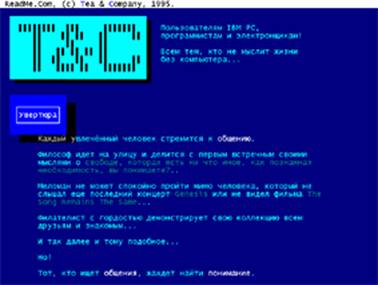 ReadMe.Com, (c) Tea & Company, 1995.
T&C
Пользователям IBM PC,
программистам и электронщикам!
Всем тем, кто не мыслит жизни
без компьютера...
Увертюра
Каждый увлечённый человек стремится к общению.
Философ идет на улицу и делится с первым встречным своими
мыслями о свободе, которая есть ни что иное, как познанная
необходимость, вы понимаете?..
Меломан не может спокойно пройти мимо человека, который не
слышал еще последний концерт Genesis или не видел фильма The
Song Remains The Same...
Филателист с гордостью демонстрирует свою коллекцию всем
друзьям и знакомым...
И так далее и тому подобное...
Но!
Тот, кто ищет общения, жаждет найти понимание.